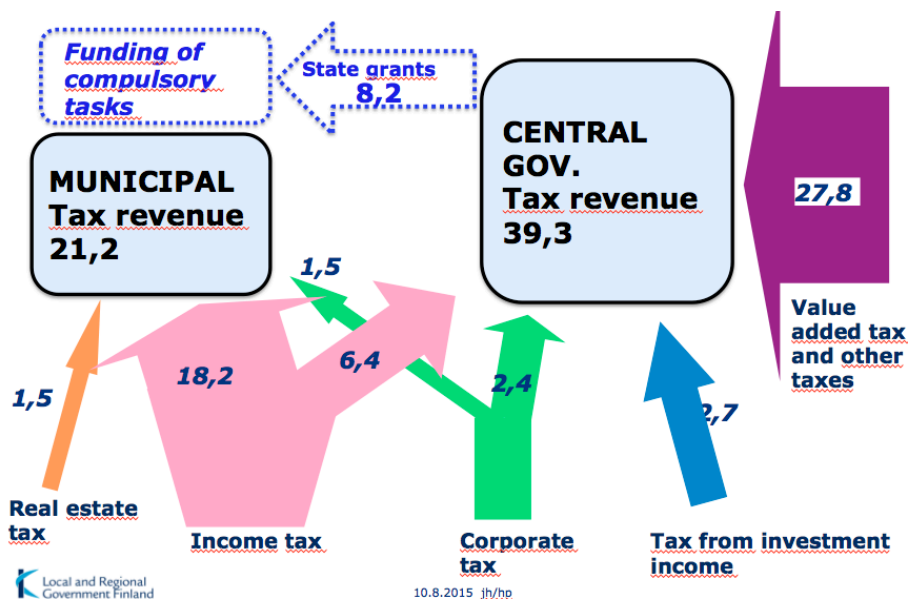 Funding of
compulsory
tasks
State grants
8,2
MUNICIPAL
Tax revenue
21,2
CENTRAL
GOV.
Tax revenue
39,3
27,8
Value
added tax
and other
taxes
1,5
18,2
1,5
6,4
2,4
2,7
Real estate
tax
Income tax
Corporate
tax
Tax from investment
income
Local and Regional
Government Finland
10.8.2015 jh/hp